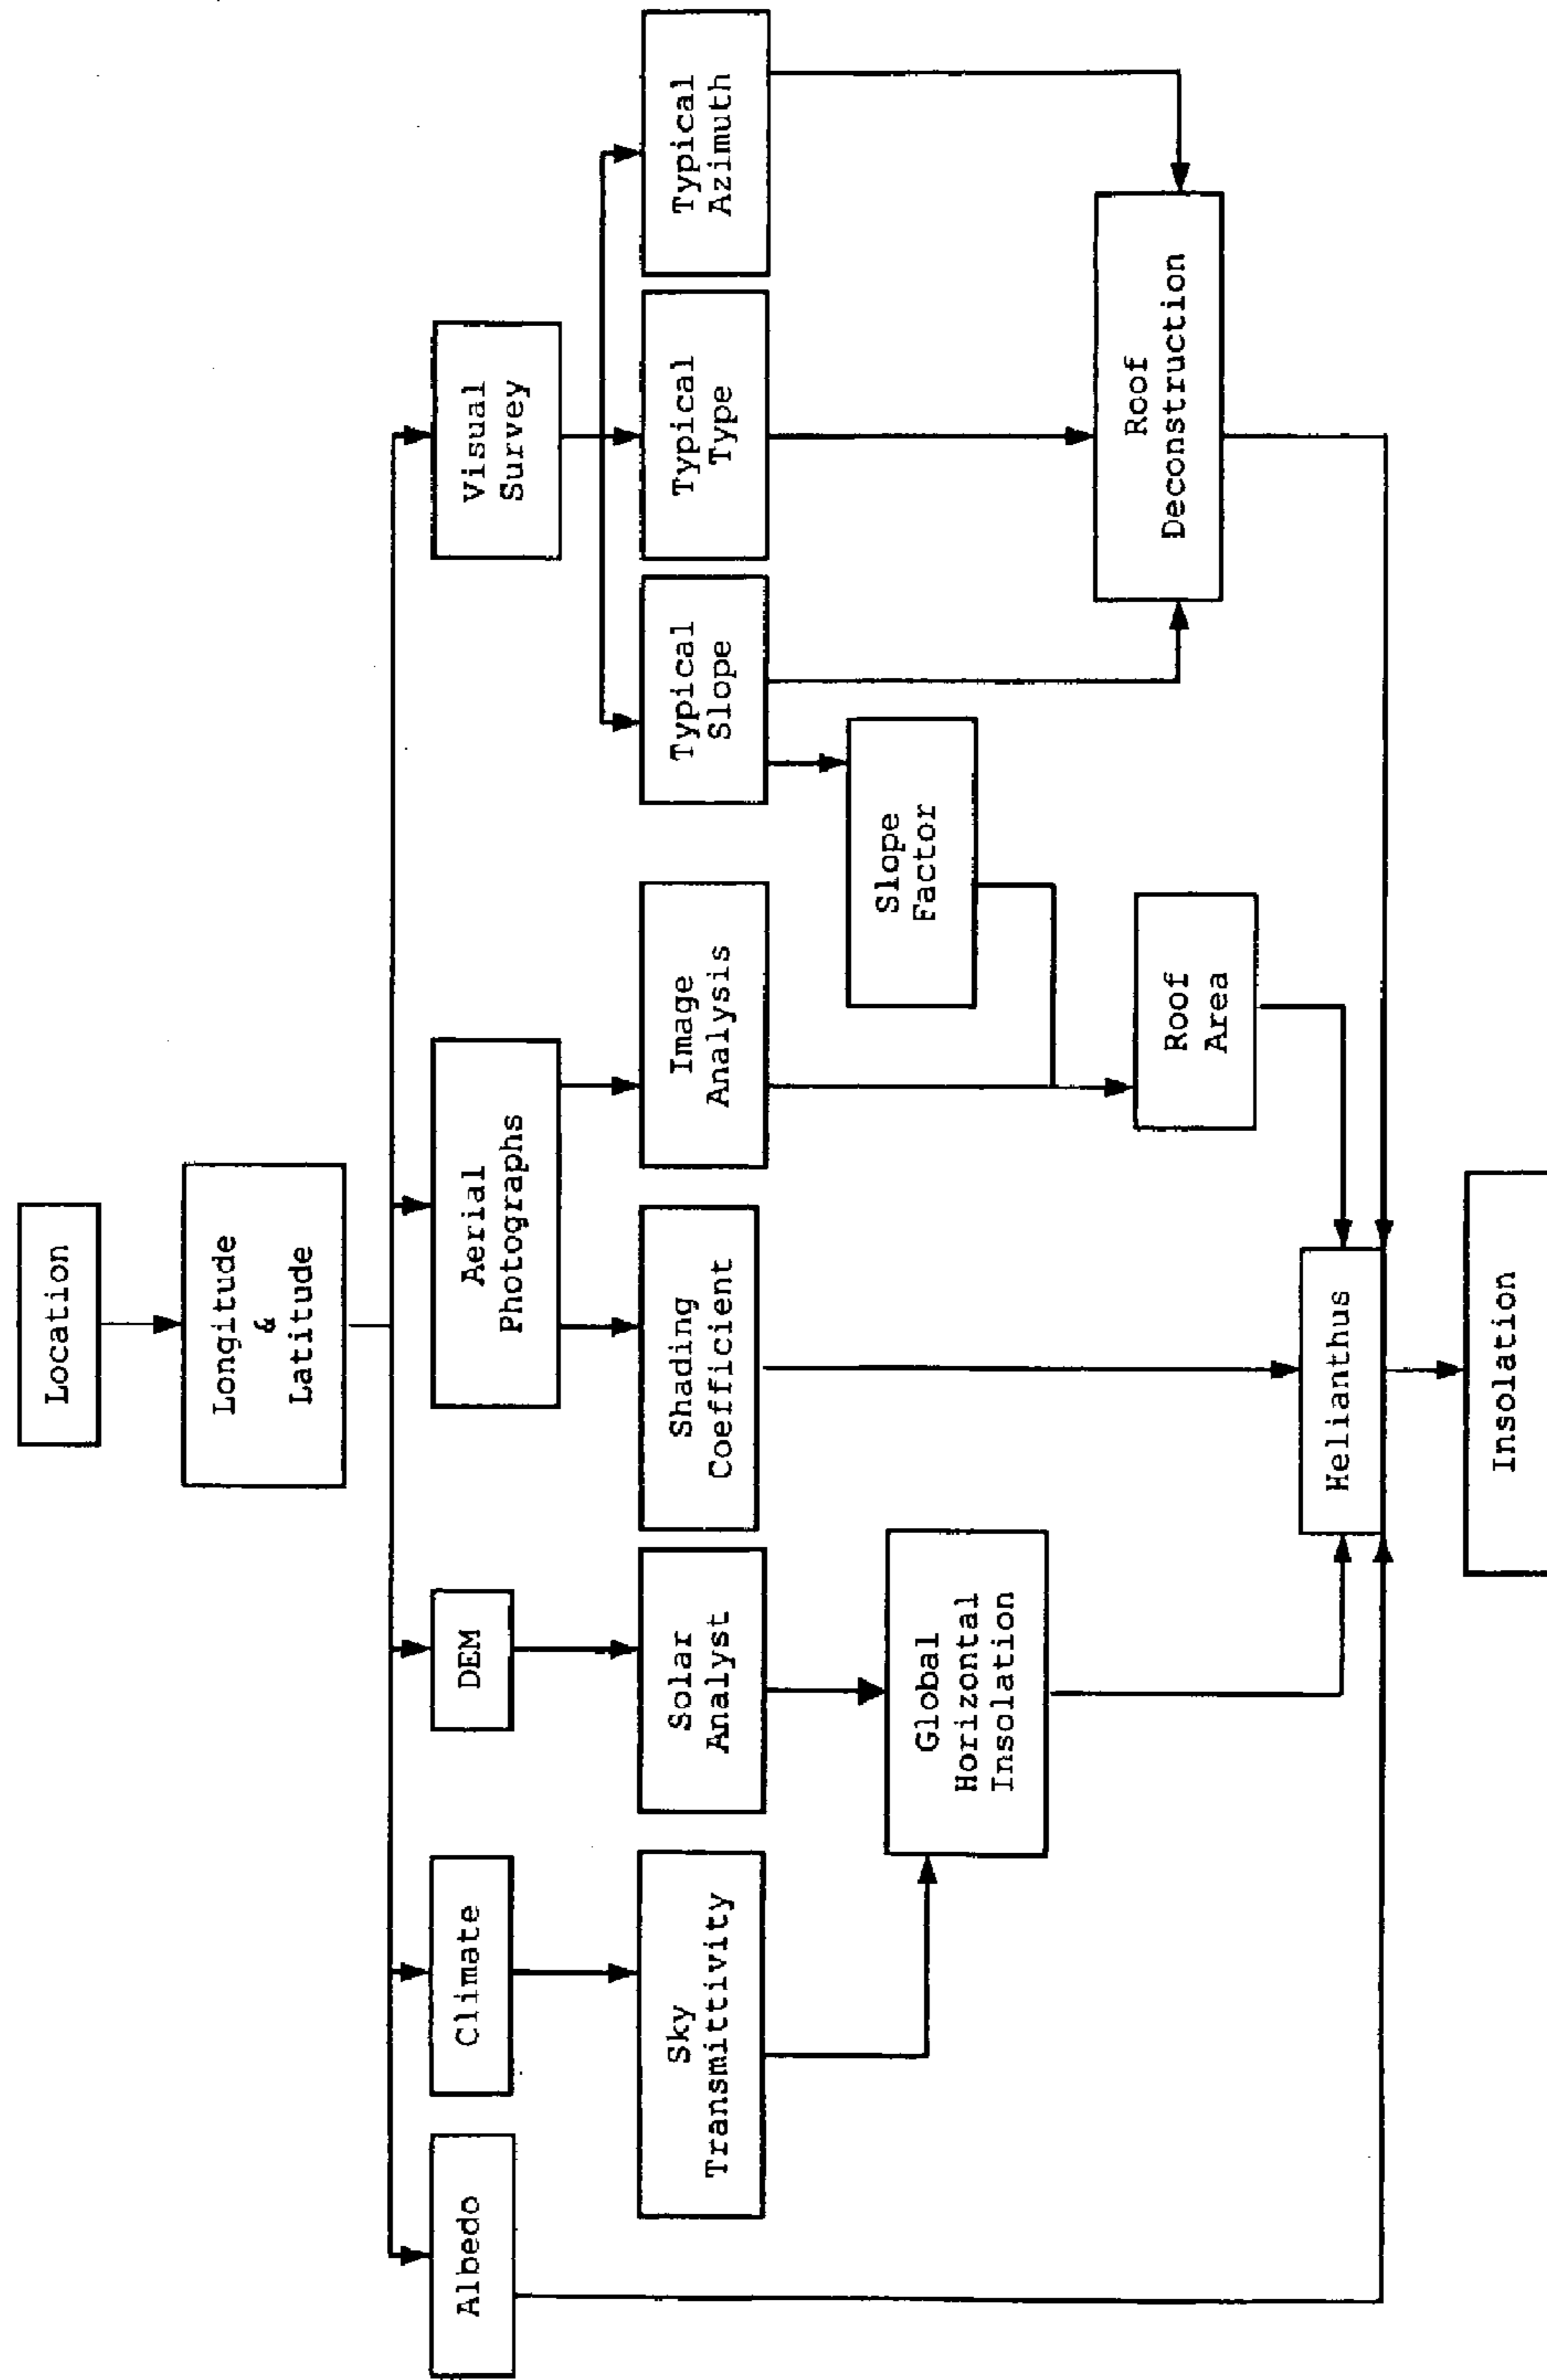 Location
Longitude
&
Latitude
Albedo
Climate
DEM
Aerial
Photographs
Visual
Survey
Sky
Transmittivity
Solar
Analyst
Shading
Coefficient
Image
Analysis
Typical
Slope
Typical
Type
Typical
Azimuth
Slope
Factor
Global
Horizontal
Insolation
Roof
Area
Roof
Deconstruction
Helianthus
Insolation